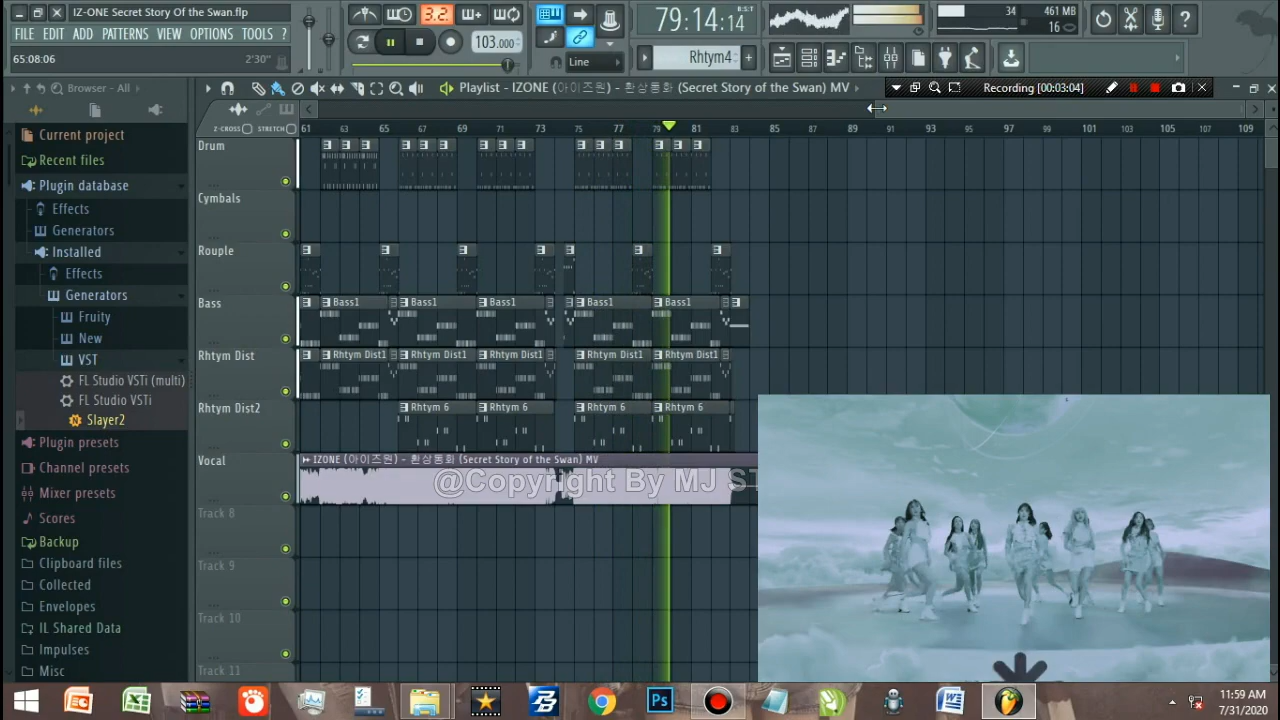 IZ-ONE Secret Story Of the Swan.flp
FILE EDIT ADD PATTERNS VIEW OPTIONS TOOLS ?
65:08:06 2'30"
3.2.
103.000
Line
79:14:14 B:S:T
Rhtym4
34 461 MB
16
Browser - All
Playlist - IZONE (아이즈원) - 환상동화 (Secret Story of the Swan) MV
Recording [00:03:04]
Z-CROSS STRETCH
61 63 65 67 69 71 73 75 77 79 81 83 85 87 89 91 93 95 97 99 101 103 105 107 109
Current project
Recent files
Plugin database
Effects
Generators
Installed
Effects
Generators
Fruity
New
VST
FL Studio VSTi (multi)
FL Studio VSTi
Slayer2
Plugin presets
Channel presets
Mixer presets
Scores
Backup
Clipboard files
Collected
Envelopes
IL Shared Data
Impulses
Misc
Drum
Cymbals
Rouple
Bass
Bass1 Bass1 Bass1 Bass1 Bass1
Rhtym Dist
Rhtym Dist1 Rhtym Dist1 Rhtym Dist1 Rhtym Dist1 Rhtym Dist1
Rhtym Dist2
Rhtym 6 Rhtym 6 Rhtym 6 Rhtym 6
Vocal
IZONE (아이즈원) - 환상동화 (Secret Story of the Swan) MV
@Copyright By MJ ST
Track 8
Track 9
Track 10
Track 11
Ps
11:59 AM
7/31/2020